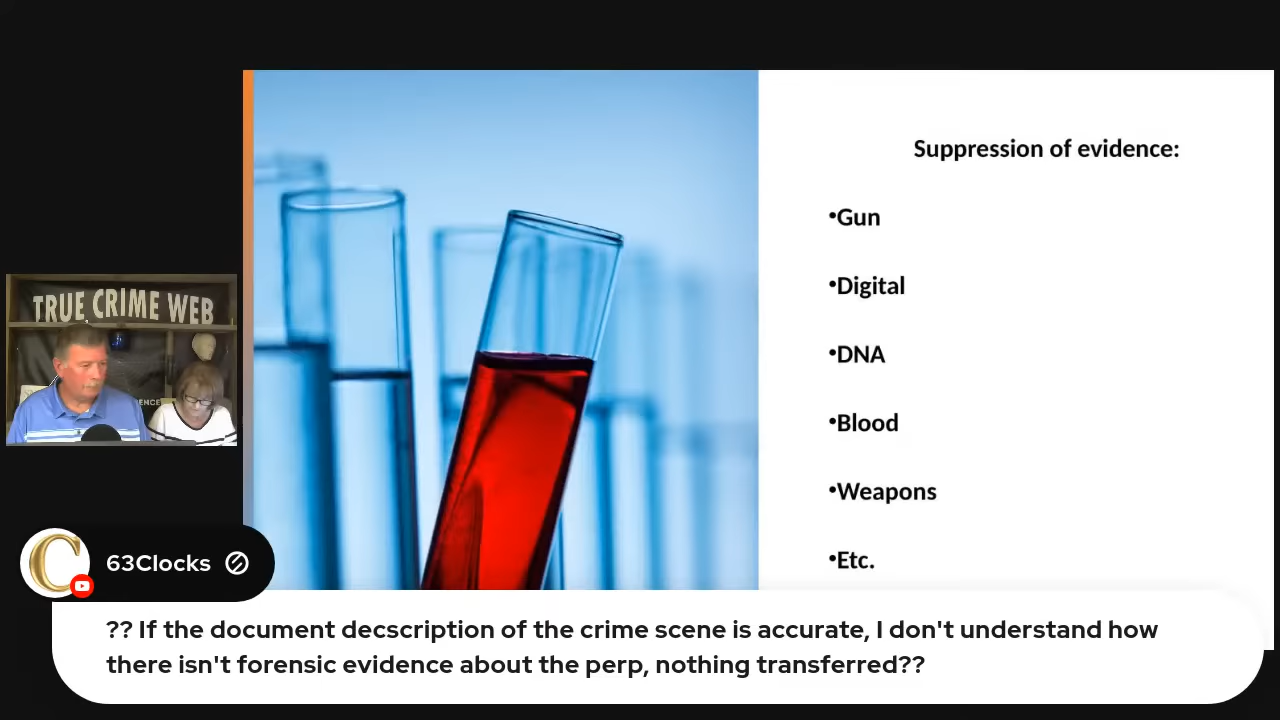 TRUE CRIME WEB
Suppression of evidence:
•Gun
•Digital
•DNA
•Blood
•Weapons
•Etc.
63Clocks
?? If the document decscription of the crime scene is accurate, I don't understand how
there isn't forensic evidence about the perp, nothing transferred??